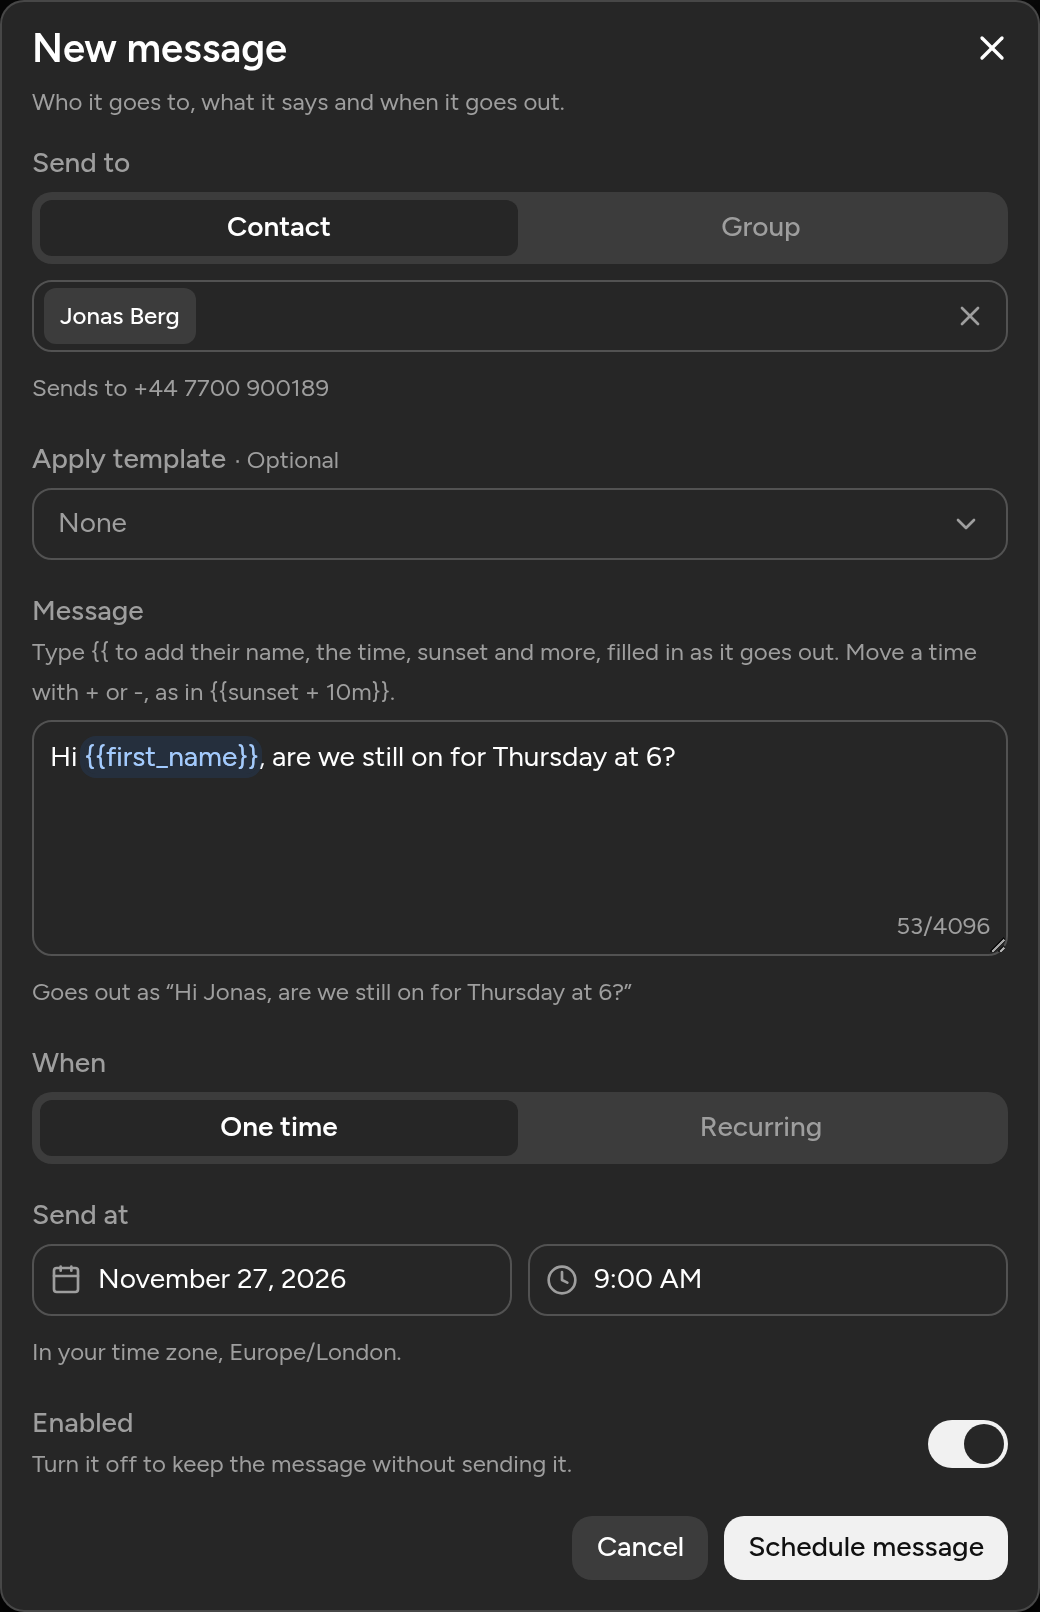 New message
Who it goes to, what it says and when it goes out.
Send to
Contact
Group
Jonas Berg
Sends to +44 7700 900189
Apply template · Optional
None
Message
Type {{ to add their name, the time, sunset and more, filled in as it goes out. Move a time
with + or -, as in {{sunset + 10m}}.
Hi {{first_name}}, are we still on for Thursday at 6?
53/4096
Goes out as “Hi Jonas, are we still on for Thursday at 6?”
When
One time
Recurring
Send at
November 27, 2026
9:00 AM
In your time zone, Europe/London.
Enabled
Turn it off to keep the message without sending it.
Cancel
Schedule message